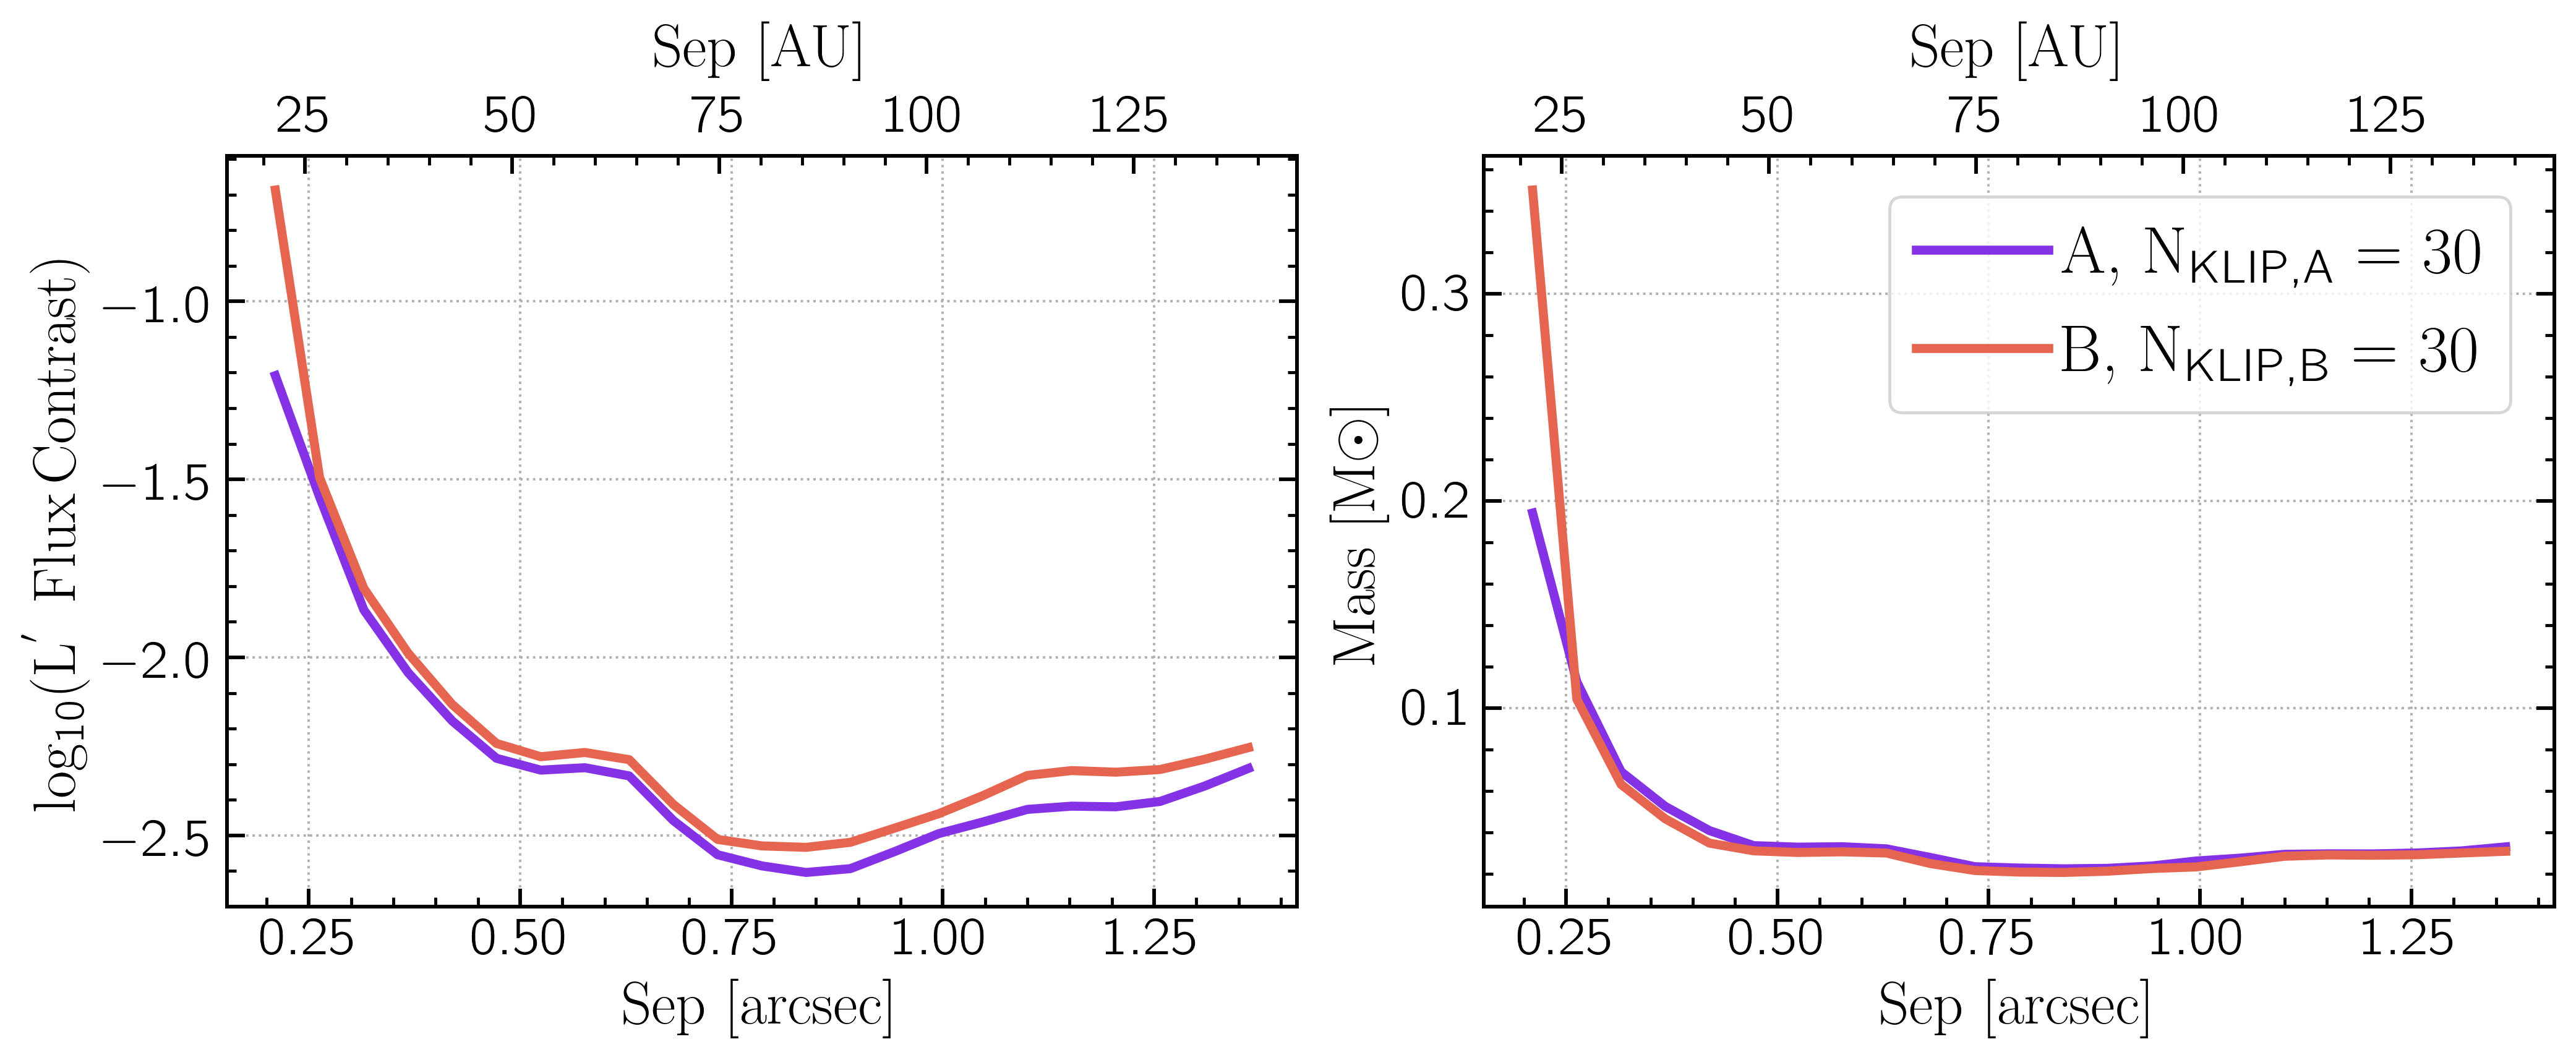 Sep [AU]
25 50 75 100 125
log10(L′ Flux Contrast)
−1.0
−1.5
−2.0
−2.5
0.25 0.50 0.75 1.00 1.25
Sep [arcsec]
Sep [AU]
25 50 75 100 125
Mass [M⊙]
0.3
0.2
0.1
A, NKLIP,A = 30
B, NKLIP,B = 30
0.25 0.50 0.75 1.00 1.25
Sep [arcsec]